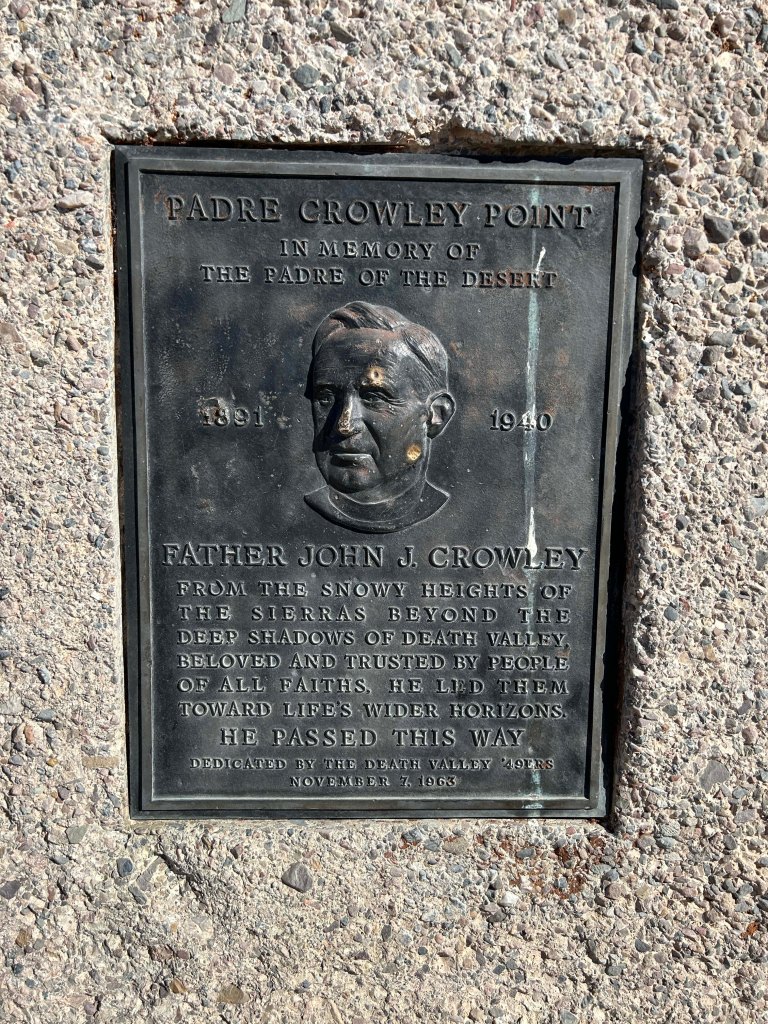 PADRE CROWLEY POINT
IN MEMORY OF
THE PADRE OF THE DESERT
1891 1940
FATHER JOHN J. CROWLEY
FROM THE SNOWY HEIGHTS OF
THE SIERRAS BEYOND THE
DEEP SHADOWS OF DEATH VALLEY,
BELOVED AND TRUSTED BY PEOPLE
OF ALL FAITHS, HE LED THEM
TOWARD LIFE'S WIDER HORIZONS.
HE PASSED THIS WAY
DEDICATED BY THE DEATH VALLEY '49ERS
NOVEMBER 7, 1963